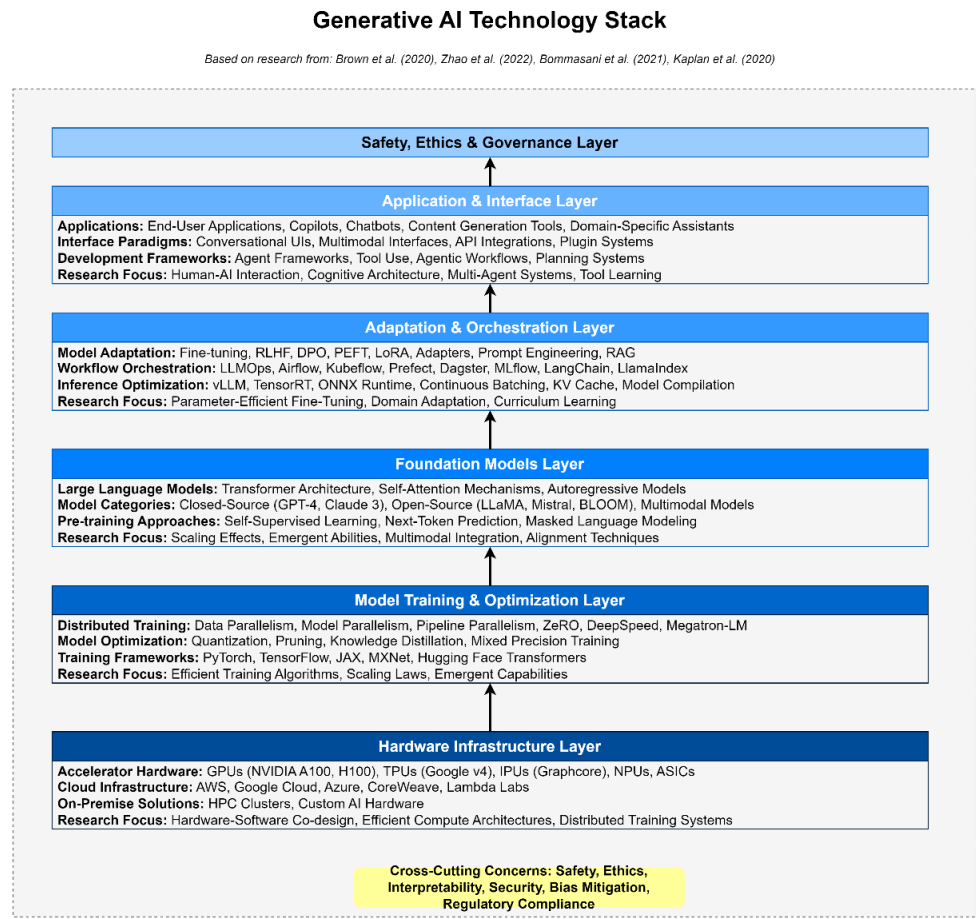 Generative AI Technology Stack
Based on research from: Brown et al. (2020), Zhao et al. (2022), Bommasani et al. (2021), Kaplan et al. (2020)
Safety, Ethics & Governance Layer
Application & Interface Layer
Applications: End-User Applications, Copilots, Chatbots, Content Generation Tools, Domain-Specific Assistants
Interface Paradigms: Conversational UIs, Multimodal Interfaces, API Integrations, Plugin Systems
Development Frameworks: Agent Frameworks, Tool Use, Agentic Workflows, Planning Systems
Research Focus: Human-AI Interaction, Cognitive Architecture, Multi-Agent Systems, Tool Learning
Adaptation & Orchestration Layer
Model Adaptation: Fine-tuning, RLHF, DPO, PEFT, LoRA, Adapters, Prompt Engineering, RAG
Workflow Orchestration: LLMOps, Airflow, Kubeflow, Prefect, Dagster, MLflow, LangChain, LlamaIndex
Inference Optimization: vLLM, TensorRT, ONNX Runtime, Continuous Batching, KV Cache, Model Compilation
Research Focus: Parameter-Efficient Fine-Tuning, Domain Adaptation, Curriculum Learning
Foundation Models Layer
Large Language Models: Transformer Architecture, Self-Attention Mechanisms, Autoregressive Models
Model Categories: Closed-Source (GPT-4, Claude 3), Open-Source (LLaMA, Mistral, BLOOM), Multimodal Models
Pre-training Approaches: Self-Supervised Learning, Next-Token Prediction, Masked Language Modeling
Research Focus: Scaling Effects, Emergent Abilities, Multimodal Integration, Alignment Techniques
Model Training & Optimization Layer
Distributed Training: Data Parallelism, Model Parallelism, Pipeline Parallelism, ZeRO, DeepSpeed, Megatron-LM
Model Optimization: Quantization, Pruning, Knowledge Distillation, Mixed Precision Training
Training Frameworks: PyTorch, TensorFlow, JAX, MXNet, Hugging Face Transformers
Research Focus: Efficient Training Algorithms, Scaling Laws, Emergent Capabilities
Hardware Infrastructure Layer
Accelerator Hardware: GPUs (NVIDIA A100, H100), TPUs (Google v4), IPUs (Graphcore), NPUs, ASICs
Cloud Infrastructure: AWS, Google Cloud, Azure, CoreWeave, Lambda Labs
On-Premise Solutions: HPC Clusters, Custom AI Hardware
Research Focus: Hardware-Software Co-design, Efficient Compute Architectures, Distributed Training Systems
Cross-Cutting Concerns: Safety, Ethics,
Interpretability, Security, Bias Mitigation,
Regulatory Compliance